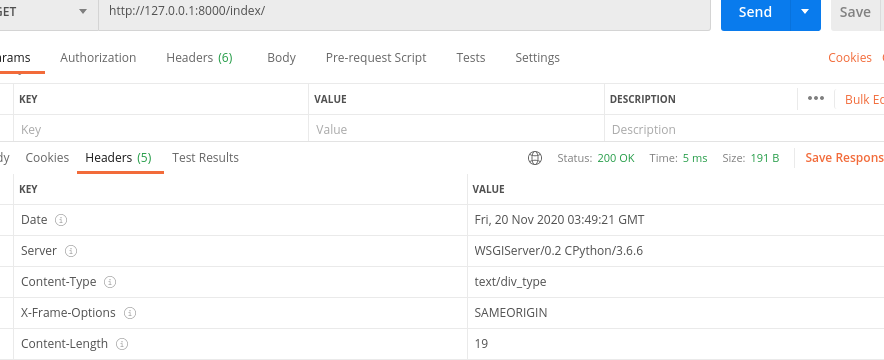 GET http://127.0.0.1:8000/index/ Send Save
Params Authorization Headers (6) Body Pre-request Script Tests Settings Cookies
KEY VALUE DESCRIPTION ••• Bulk Ed
Key Value Description
dy Cookies Headers (5) Test Results Status: 200 OK Time: 5 ms Size: 191 B Save Respons
KEY VALUE
Date Fri, 20 Nov 2020 03:49:21 GMT
Server WSGIServer/0.2 CPython/3.6.6
Content-Type text/div_type
X-Frame-Options SAMEORIGIN
Content-Length 19